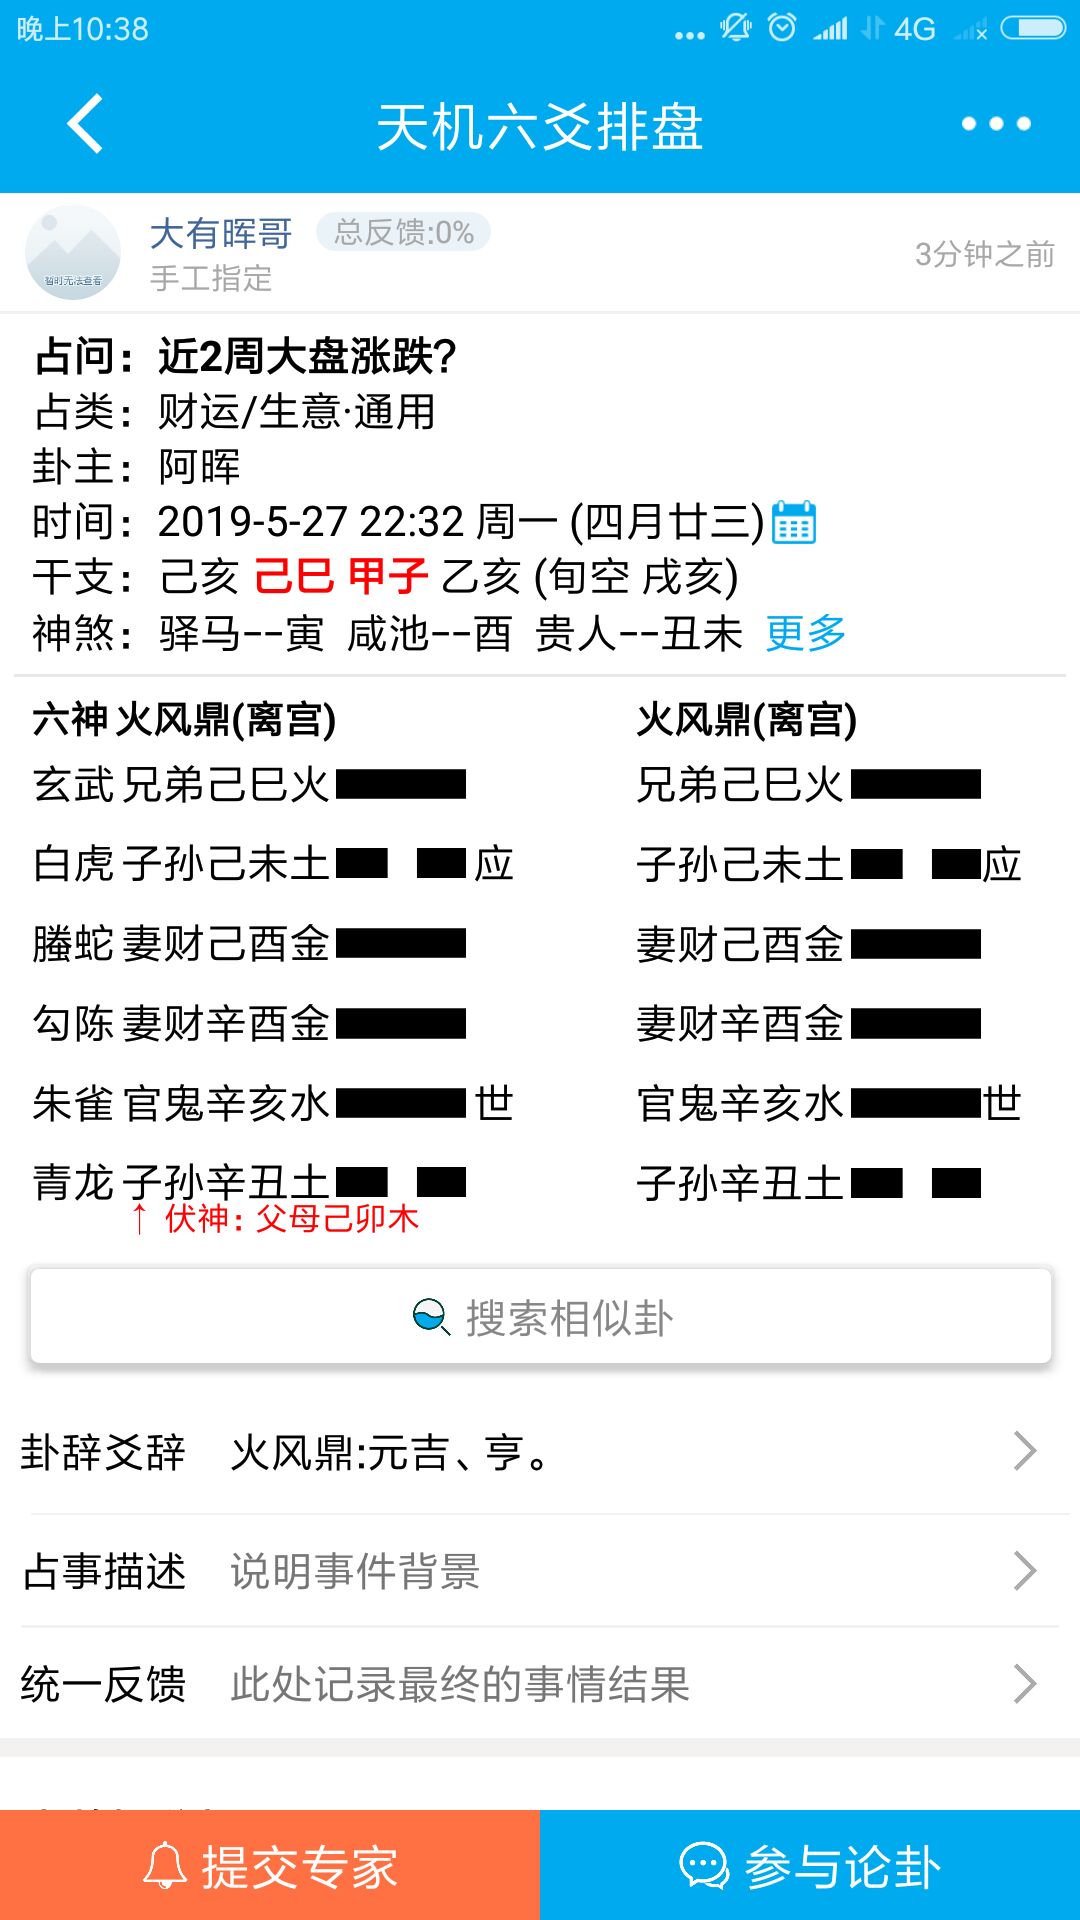 晚上10:38
4G
天机六爻排盘
暂时无法查看
大有晖哥 总反馈:0%
手工指定
3分钟之前
占问：近2周大盘涨跌?
占类：财运/生意·通用
卦主：阿晖
时间：2019-5-27 22:32 周一 (四月廿三)
干支：己亥 己巳 甲子 乙亥 (旬空 戌亥)
神煞：驿马--寅 咸池--酉 贵人--丑未 更多
六神 火风鼎(离宫) 火风鼎(离宫)
玄武 兄弟己巳火 兄弟己巳火
白虎 子孙己未土 应 子孙己未土 应
螣蛇 妻财己酉金 妻财己酉金
勾陈 妻财辛酉金 妻财辛酉金
朱雀 官鬼辛亥水 世 官鬼辛亥水 世
青龙 子孙辛丑土 子孙辛丑土
↑ 伏神：父母己卯木
搜索相似卦
卦辞爻辞 火风鼎:元吉、亨。
占事描述 说明事件背景
统一反馈 此处记录最终的事情结果
提交专家 参与论卦